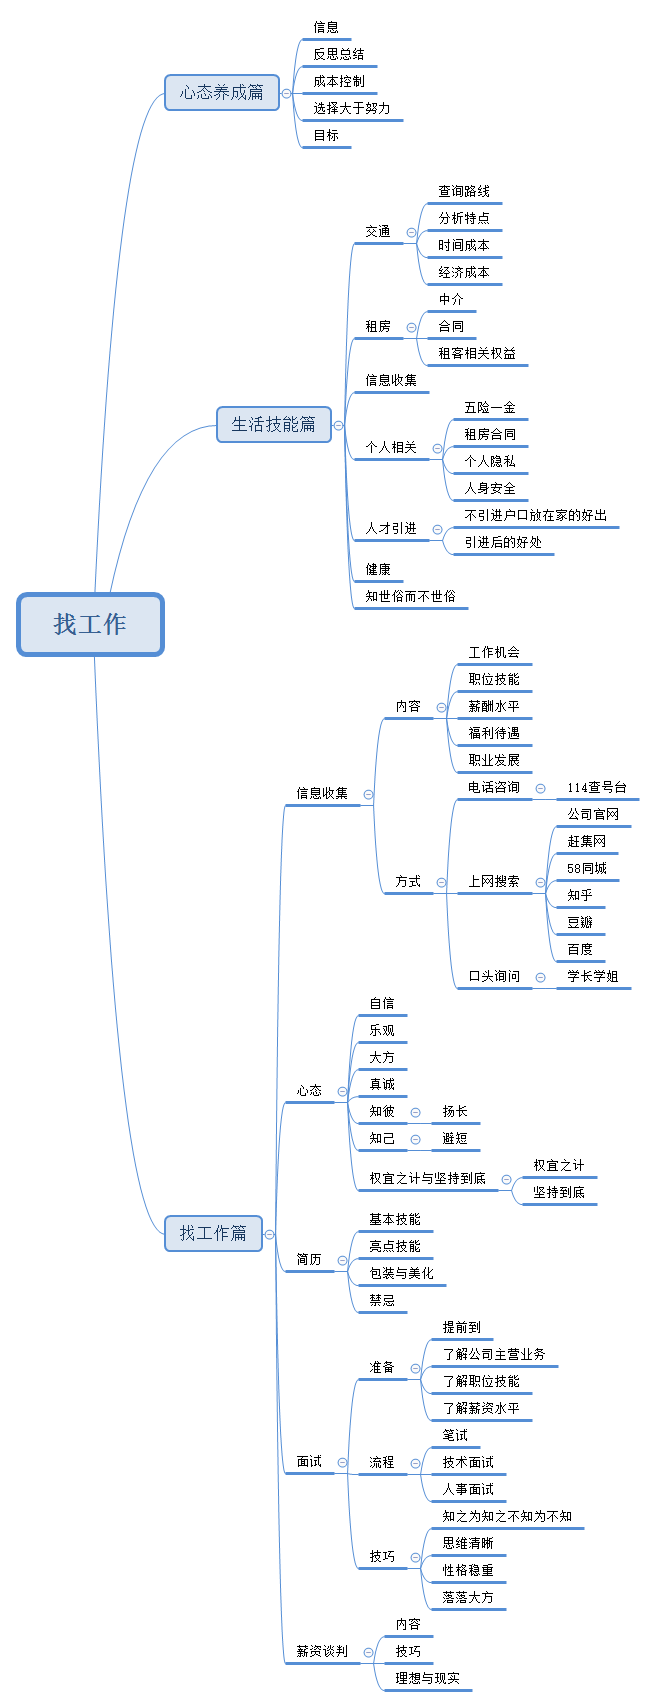 找工作
心态养成篇
信息
反思总结
成本控制
选择大于努力
目标
生活技能篇
交通
查询路线
分析特点
时间成本
经济成本
租房
中介
合同
租客相关权益
信息收集
个人相关
五险一金
租房合同
个人隐私
人身安全
人才引进
不引进户口放在家的好出
引进后的好处
健康
知世俗而不世俗
找工作篇
信息收集
内容
工作机会
职位技能
薪酬水平
福利待遇
职业发展
方式
电话咨询
114查号台
上网搜索
公司官网
赶集网
58同城
知乎
豆瓣
百度
口头询问
学长学姐
心态
自信
乐观
大方
真诚
知彼
扬长
知己
避短
权宜之计与坚持到底
权宜之计
坚持到底
简历
基本技能
亮点技能
包装与美化
禁忌
面试
准备
提前到
了解公司主营业务
了解职位技能
了解薪资水平
流程
笔试
技术面试
人事面试
技巧
知之为知之不知为不知
思维清晰
性格稳重
落落大方
薪资谈判
内容
技巧
理想与现实